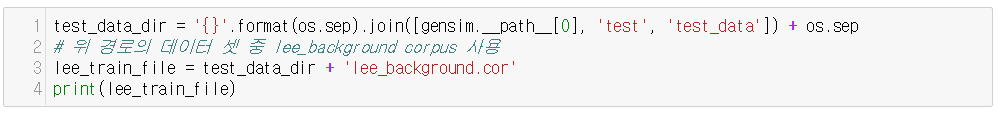 1 test_data_dir = '{}'.format(os.sep).join([gensim.__path__[0], 'test', 'test_data']) + os.sep
2 # 위 경로의 데이터 셋 중 lee_background corpus 사용
3 lee_train_file = test_data_dir + 'lee_background.cor'
4 print(lee_train_file)